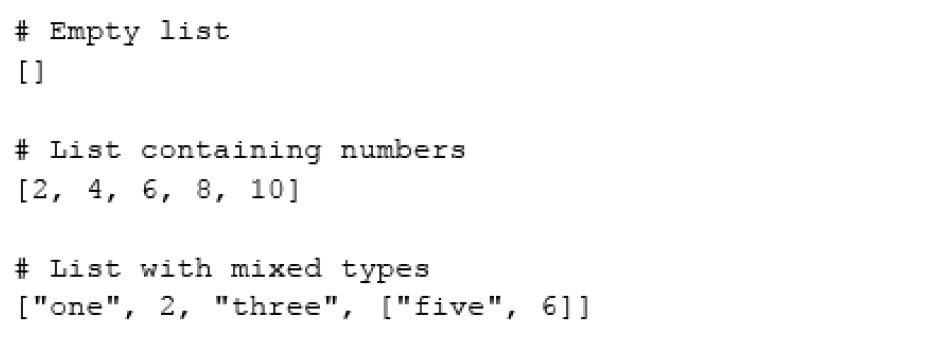 # Empty list
[]
# List containing numbers
[2, 4, 6, 8, 10]
# List with mixed types
["one", 2, "three", ["five", 6]]